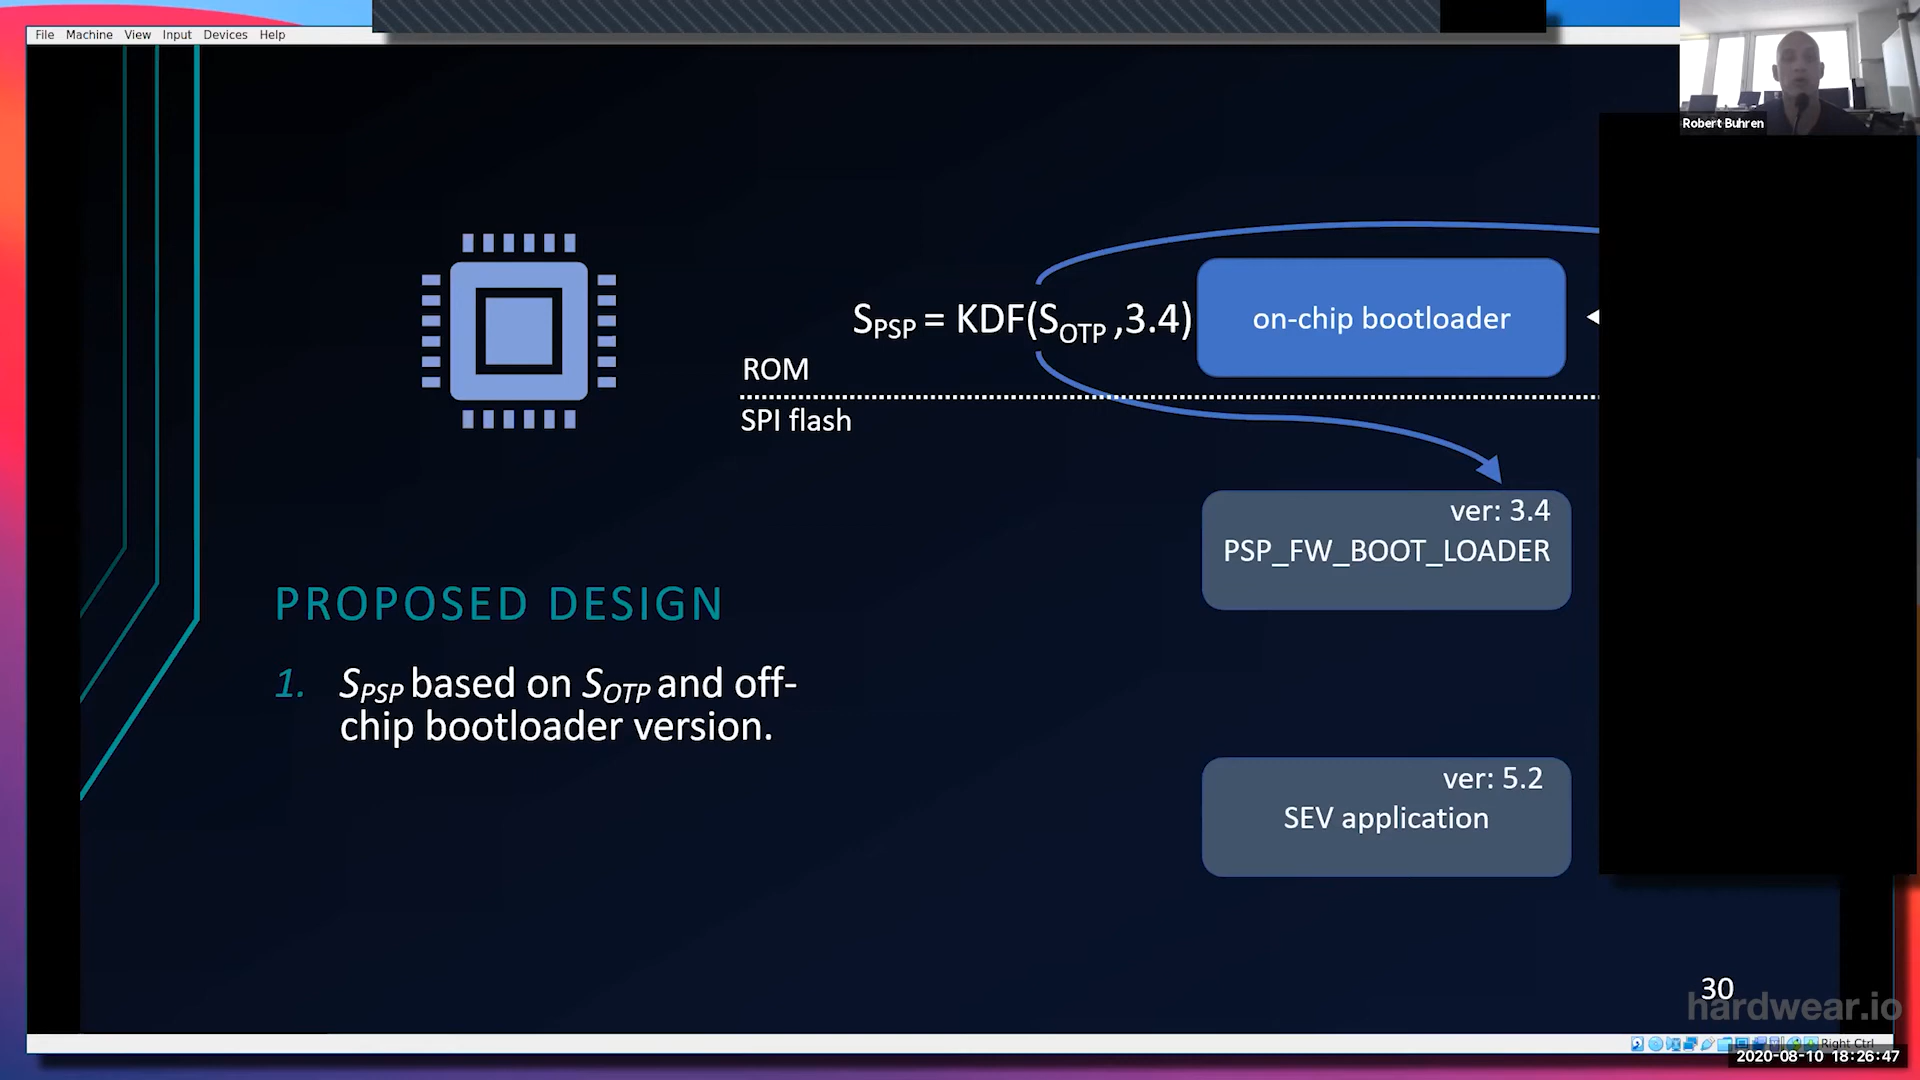 File Machine View Input Devices Help
Robert Buhren
S_PSP = KDF(S_OTP ,3.4)
on-chip bootloader
ROM
SPI flash
ver: 3.4
PSP_FW_BOOT_LOADER
PROPOSED DESIGN
1. S_PSP based on S_OTP and off-
chip bootloader version.
ver: 5.2
SEV application
30
hardwear.io
Right Ctrl
2020-08-10 18:26:47